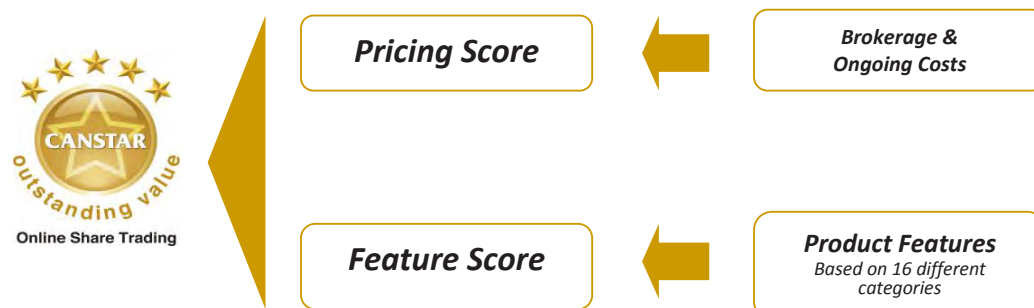 CANSTAR
outstanding value
Online Share Trading
Pricing Score
Brokerage &
Ongoing Costs
Feature Score
Product Features
Based on 16 different
categories